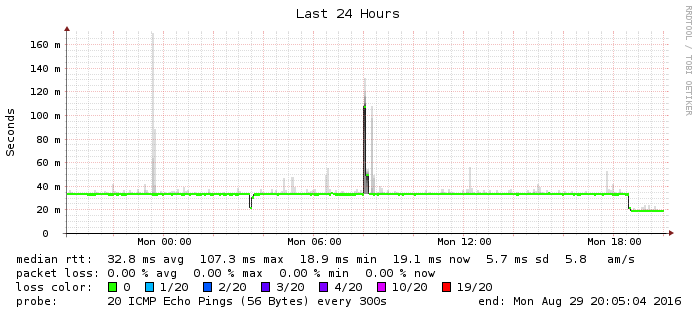 Last 24 Hours
RRDTOOL / TOBI OETIKER
Seconds
160 m
140 m
120 m
100 m
80 m
60 m
40 m
20 m
0
Mon 00:00 Mon 06:00 Mon 12:00 Mon 18:00
median rtt: 32.8 ms avg 107.3 ms max 18.9 ms min 19.1 ms now 5.7 ms sd 5.8 am/s
packet loss: 0.00 % avg 0.00 % max 0.00 % min 0.00 % now
loss color: 0 1/20 2/20 3/20 4/20 10/20 19/20
probe: 20 ICMP Echo Pings (56 Bytes) every 300s end: Mon Aug 29 20:05:04 2016